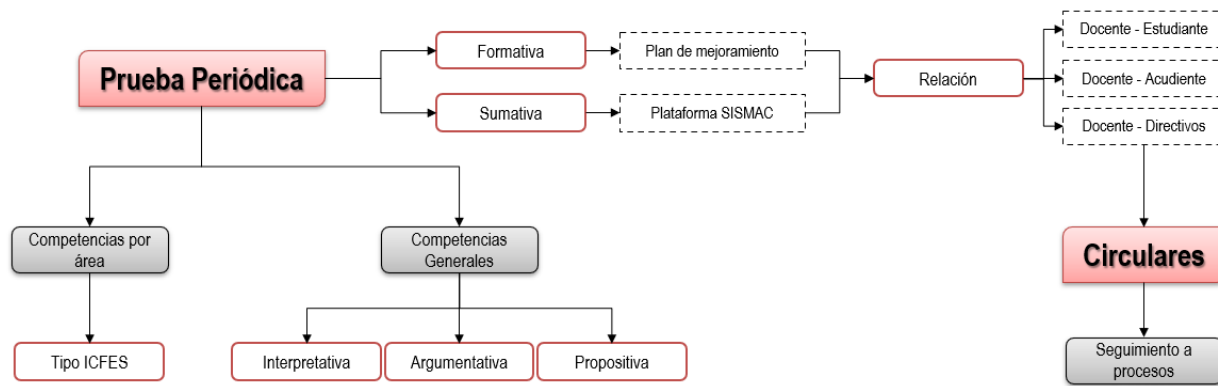 Prueba Periódica
Formativa
Plan de mejoramiento
Sumativa
Plataforma SISMAC
Relación
Docente - Estudiante
Docente - Acudiente
Docente - Directivos
Competencias por
área
Competencias
Generales
Circulares
Tipo ICFES
Interpretativa
Argumentativa
Propositiva
Seguimiento a
procesos